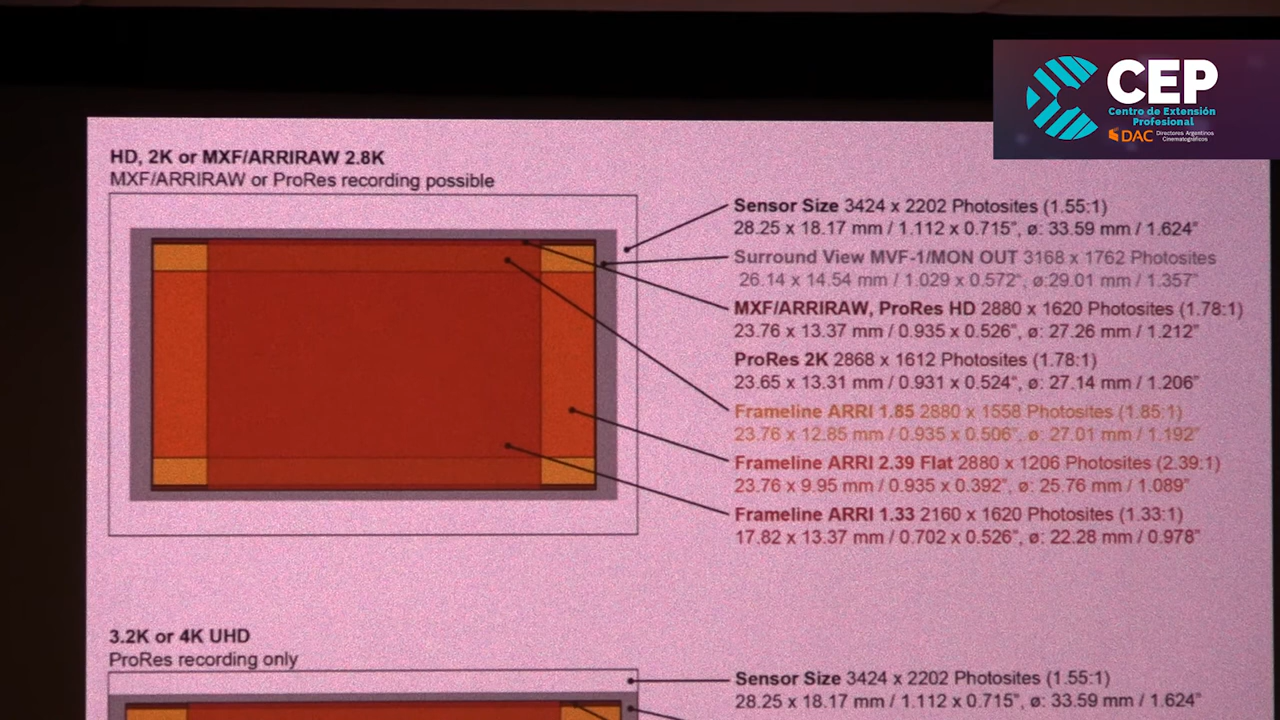 CEP
Centro de Extensión
Profesional
DAC Directores Argentinos
Cinematográficos
HD, 2K or MXF/ARRIRAW 2.8K
MXF/ARRIRAW or ProRes recording possible
Sensor Size 3424 x 2202 Photosites (1.55:1)
28.25 x 18.17 mm / 1.112 x 0.715", ø: 33.59 mm / 1.624"
Surround View MVF-1/MON OUT 3168 x 1762 Photosites
26.14 x 14.54 mm / 1.029 x 0.572", ø:29.01 mm / 1.357"
MXF/ARRIRAW, ProRes HD 2880 x 1620 Photosites (1.78:1)
23.76 x 13.37 mm / 0.935 x 0.526", ø: 27.26 mm / 1.212"
ProRes 2K 2868 x 1612 Photosites (1.78:1)
23.65 x 13.31 mm / 0.931 x 0.524", ø: 27.14 mm / 1.206"
Frameline ARRI 1.85 2880 x 1558 Photosites (1.85:1)
23.76 x 12.85 mm / 0.935 x 0.506", ø: 27.01 mm / 1.192"
Frameline ARRI 2.39 Flat 2880 x 1206 Photosites (2.39:1)
23.76 x 9.95 mm / 0.935 x 0.392", ø: 25.76 mm / 1.089"
Frameline ARRI 1.33 2160 x 1620 Photosites (1.33:1)
17.82 x 13.37 mm / 0.702 x 0.526", ø: 22.28 mm / 0.978"
3.2K or 4K UHD
ProRes recording only
Sensor Size 3424 x 2202 Photosites (1.55:1)
28.25 x 18.17 mm / 1.112 x 0.715", ø: 33.59 mm / 1.624"